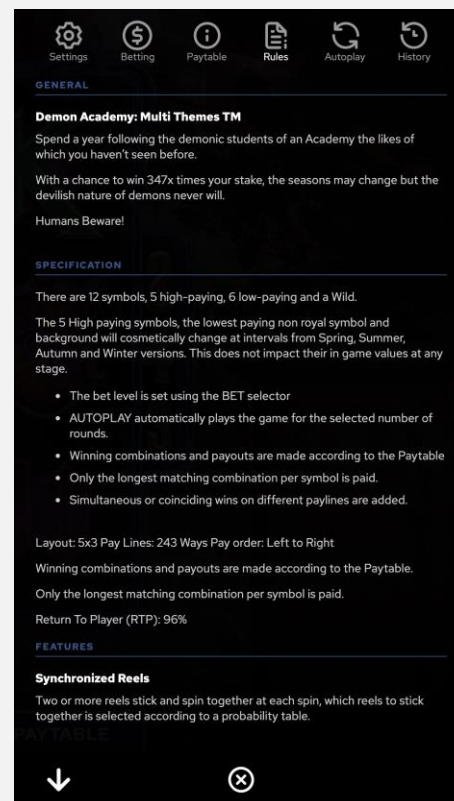 Settings Betting Paytable Rules Autoplay History
GENERAL
Demon Academy: Multi Themes TM
Spend a year following the demonic students of an Academy the likes of
which you haven't seen before.
With a chance to win 347x times your stake, the seasons may change but the
devilish nature of demons never will.
Humans Beware!
SPECIFICATION
There are 12 symbols, 5 high-paying, 6 low-paying and a Wild.
The 5 High paying symbols, the lowest paying non royal symbol and
background will cosmetically change at intervals from Spring, Summer,
Autumn and Winter versions. This does not impact their in game values at any
stage.
• The bet level is set using the BET selector
• AUTOPLAY automatically plays the game for the selected number of
rounds.
• Winning combinations and payouts are made according to the Paytable
• Only the longest matching combination per symbol is paid.
• Simultaneous or coinciding wins on different paylines are added.
Layout: 5x3 Pay Lines: 243 Ways Pay order: Left to Right
Winning combinations and payouts are made according to the Paytable.
Only the longest matching combination per symbol is paid.
Return To Player (RTP): 96%
FEATURES
Synchronized Reels
Two or more reels stick and spin together at each spin, which reels to stick
together is selected according to a probability table.
PAYTABLE